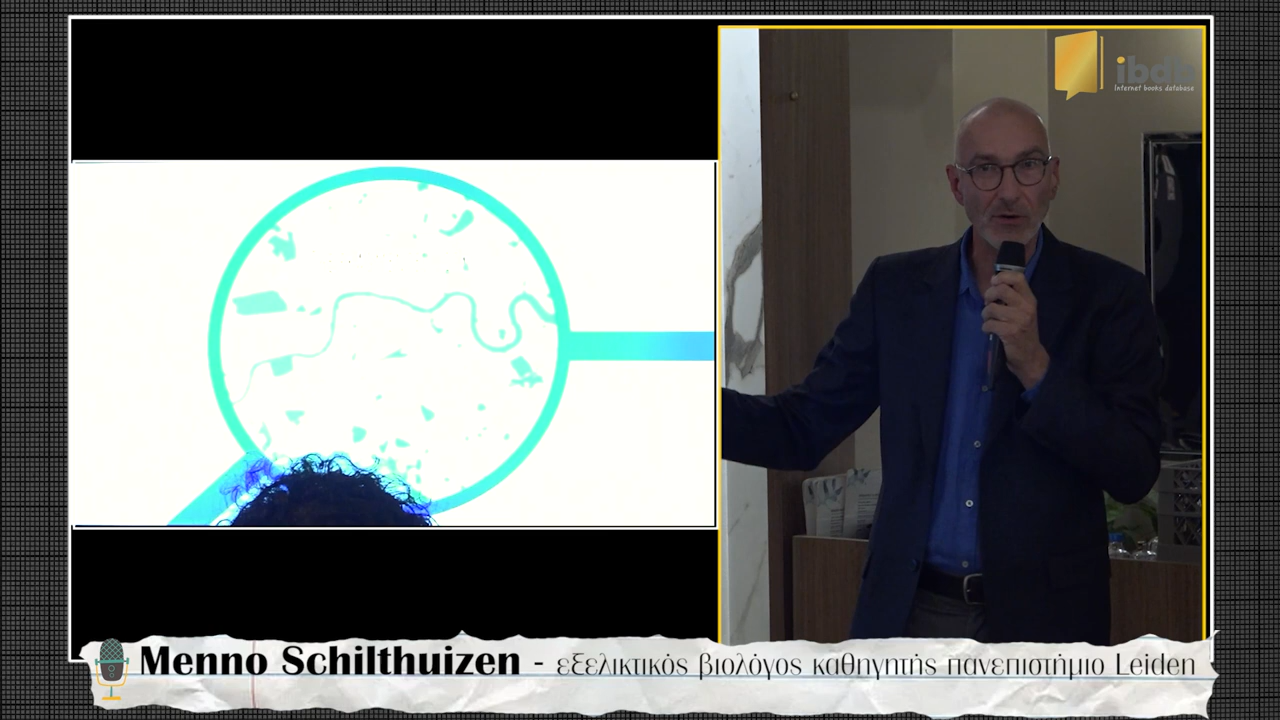 ibdb
Internet books database
Menno Schilthuizen - εξελικτικός βιολόγος καθηγητής πανεπιστήμιο Leiden